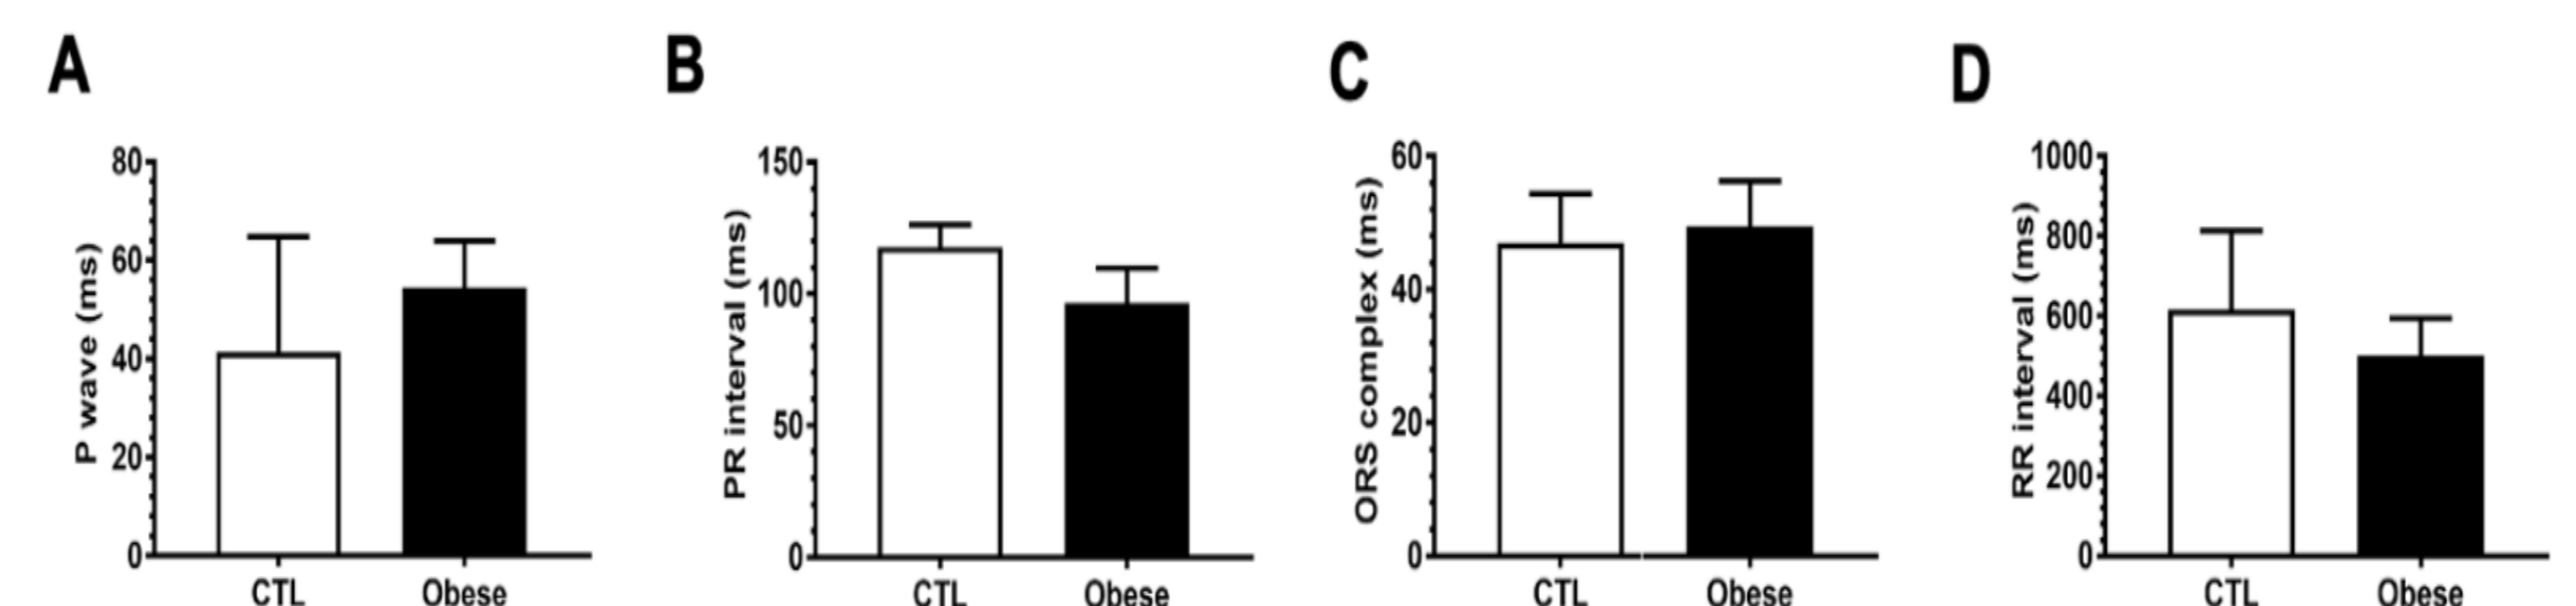 A
P wave (ms)
80
60
40
20
0
CTL
Obese
B
PR interval (ms)
150
100
50
0
CTL
Obese
C
ORS complex (ms)
60
40
20
0
CTL
Obese
D
RR interval (ms)
1000
800
600
400
200
0
CTL
Obese